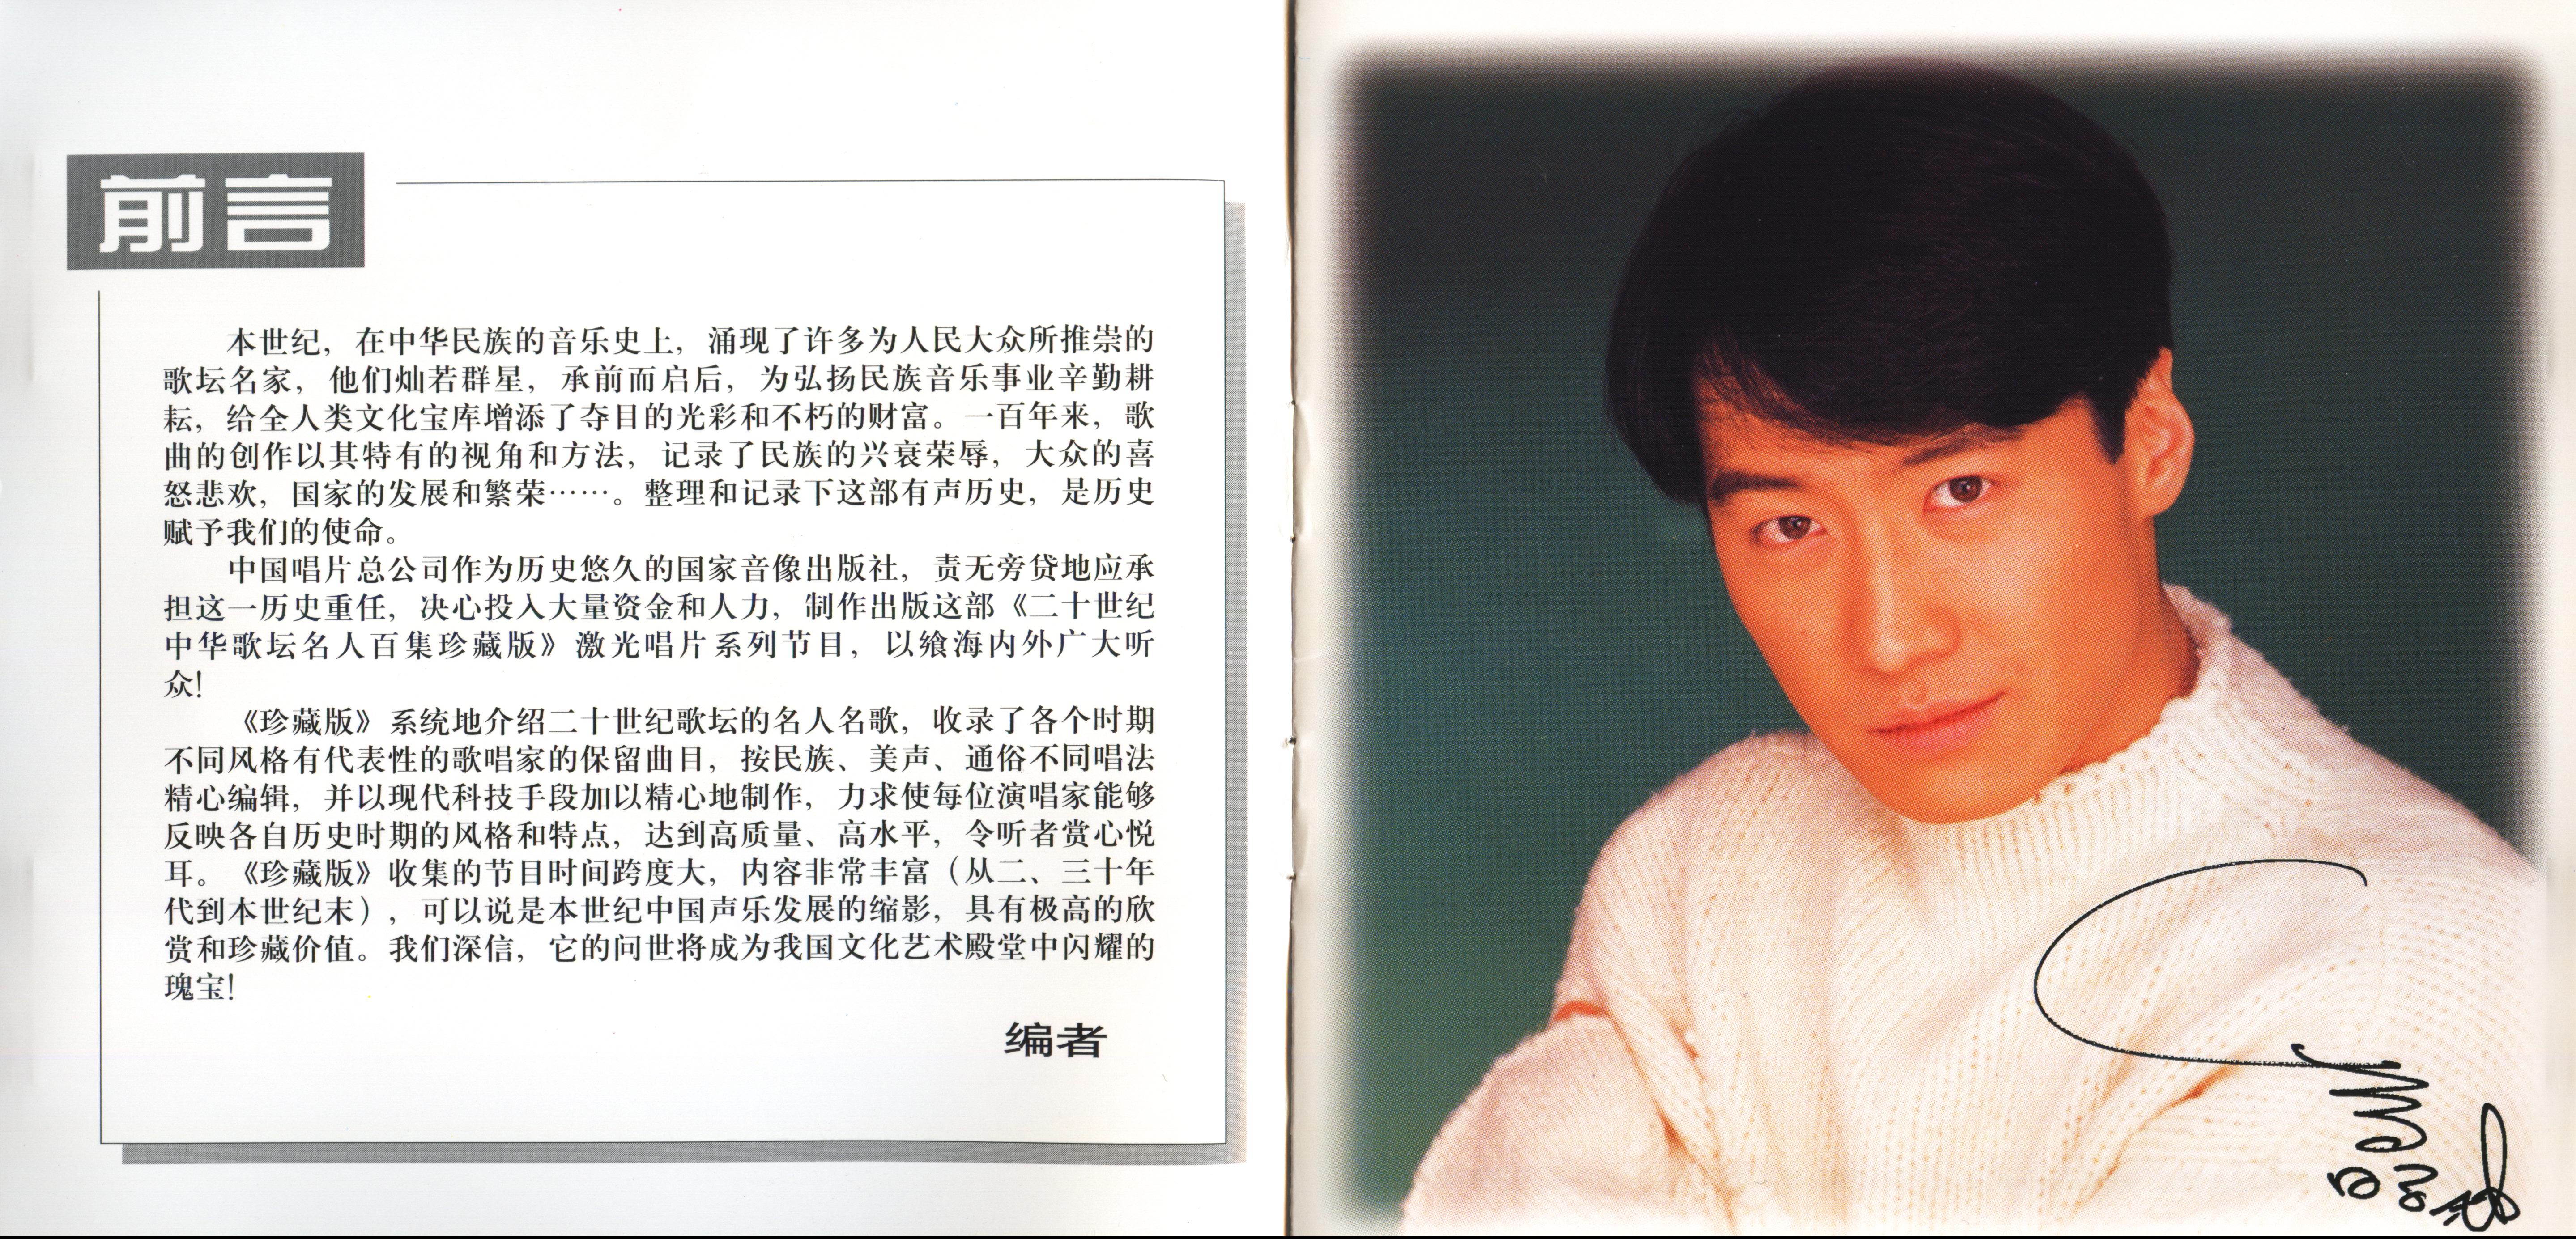 前言
本世纪，在中华民族的音乐史上，涌现了许多为人民大众所推崇的
歌坛名家，他们灿若群星，承前而启后，为弘扬民族音乐事业辛勤耕
耘，给全人类文化宝库增添了夺目的光彩和不朽的财富。一百年来，歌
曲的创作以其特有的视角和方法，记录了民族的兴衰荣辱，大众的喜
怒悲欢，国家的发展和繁荣……。整理和记录下这部有声历史，是历史
赋予我们的使命。
中国唱片总公司作为历史悠久的国家音像出版社，责无旁贷地应承
担这一历史重任，决心投入大量资金和人力，制作出版这部《二十世纪
中华歌坛名人百集珍藏版》激光唱片系列节目，以飨海内外广大听
众！
《珍藏版》系统地介绍二十世纪歌坛的名人名歌，收录了各个时期
不同风格有代表性的歌唱家的保留曲目，按民族、美声、通俗不同唱法
精心编辑，并以现代科技手段加以精心地制作，力求使每位演唱家能够
反映各自历史时期的风格和特点，达到高质量、高水平，令听者赏心悦
耳。《珍藏版》收集的节目时间跨度大，内容非常丰富（从二、三十年
代到本世纪末），可以说是本世纪中国声乐发展的缩影，具有极高的欣
赏和珍藏价值。我们深信，它的问世将成为我国文化艺术殿堂中闪耀的
瑰宝！
编者